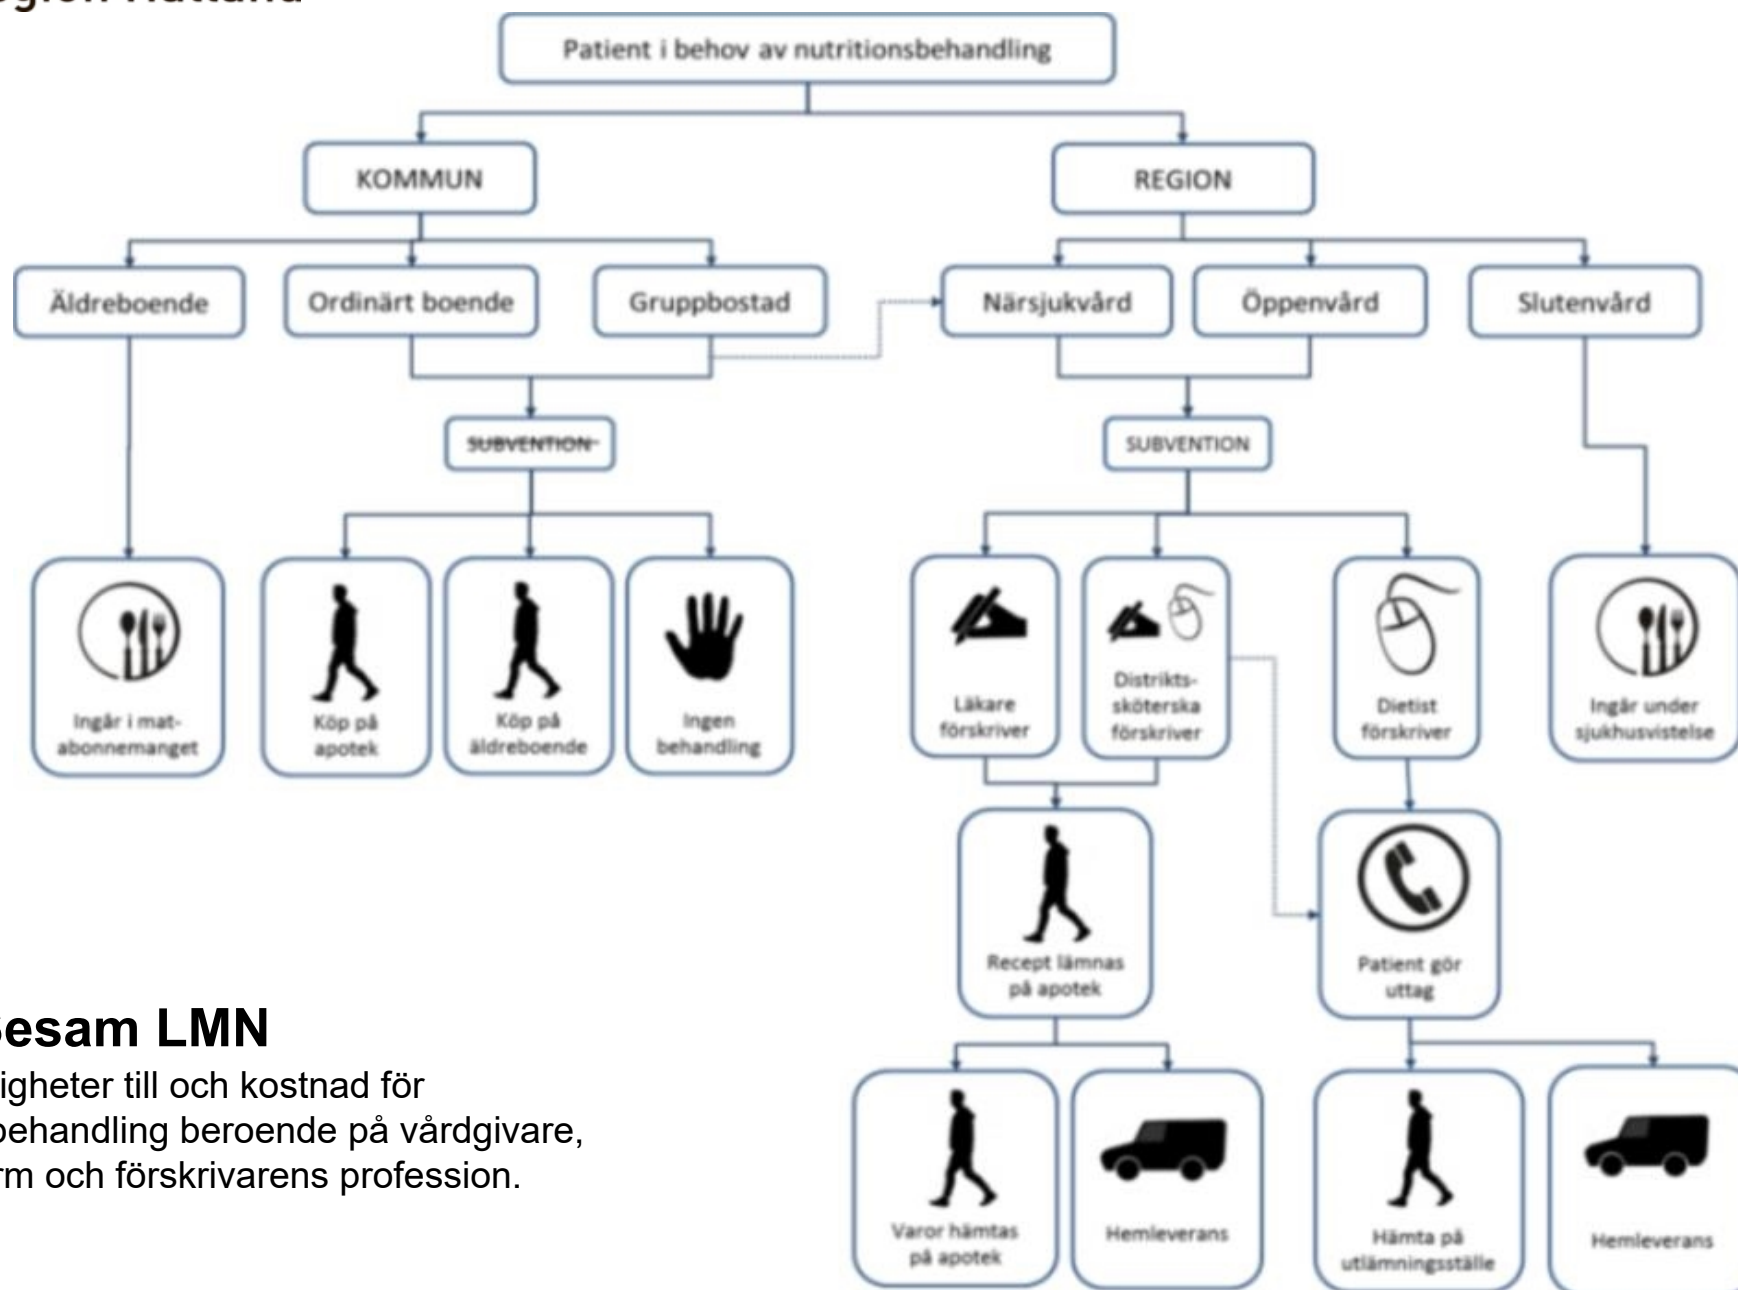 Patient i behov av nutritionsbehandling
KOMMUN
REGION
Äldreboende
Ordinärt boende
Gruppbostad
Närsjukvård
Öppenvård
Slutenvård
SUBVENTION
SUBVENTION
Ingår i mat-
abonnemanget
Köp på
apotek
Köp på
äldreboende
Ingen
behandling
Läkare
förskriver
Distrikts-
sköterska
förskriver
Dietist
förskriver
Ingår under
sjukhusvistelse
Recept lämnas
på apotek
Patient gör
uttag
esam LMN
igheter till och kostnad för
behandling beroende på vårdgivare,
rm och förskrivarens profession.
Varor hämtas
på apotek
Hemleverans
Hämta på
utlämningsställe
Hemleverans